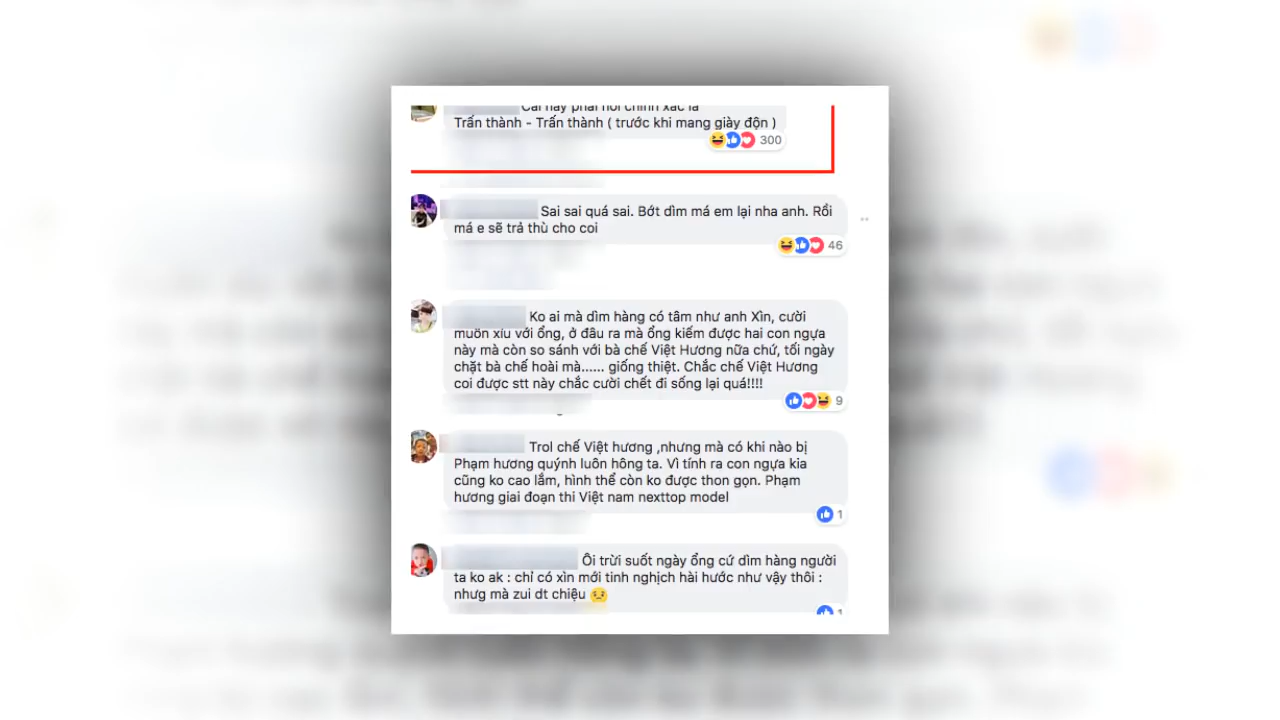 Cái này phải nói chính xác là
Trấn thành - Trấn thành ( trước khi mang giày độn )
300
Sai sai quá sai. Bớt dìm má em lại nha anh. Rồi
má e sẽ trả thù cho coi
46
Ko ai mà dìm hàng có tâm như anh Xìn, cười
muốn xíu với ổng, ở đâu ra mà ổng kiếm được hai con ngựa
này mà còn so sánh với bà chế Việt Hương nữa chứ, tối ngày
chặt bà chế hoài mà...... giống thiệt. Chắc chế Việt Hương
coi được stt này chắc cười chết đi sống lại quá!!!!
9
Trol chế Việt hương ,nhưng mà có khi nào bị
Phạm hương quýnh luôn hông ta. Vì tính ra con ngựa kia
cũng ko cao lắm, hình thể còn ko được thon gọn. Phạm
hương giai đoạn thi Việt nam nexttop model
1
Ôi trừi suốt ngày ổng cứ dìm hàng người
ta ko ak : chỉ có xìn mới tinh nghịch hài hước như vậy thôi :
nhưg mà zui dt chiệu
1